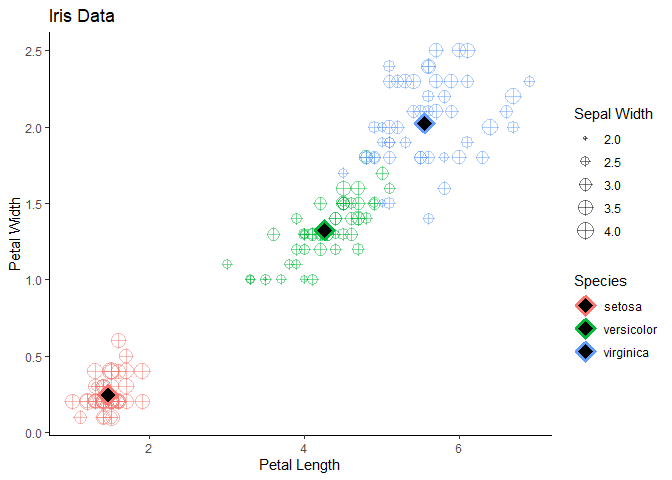 Iris Data
2.5
2.0
1.5
1.0
0.5
0.0
Petal Width
2
4
6
Petal Length
Sepal Width
2.0
2.5
3.0
3.5
4.0
Species
setosa
versicolor
virginica